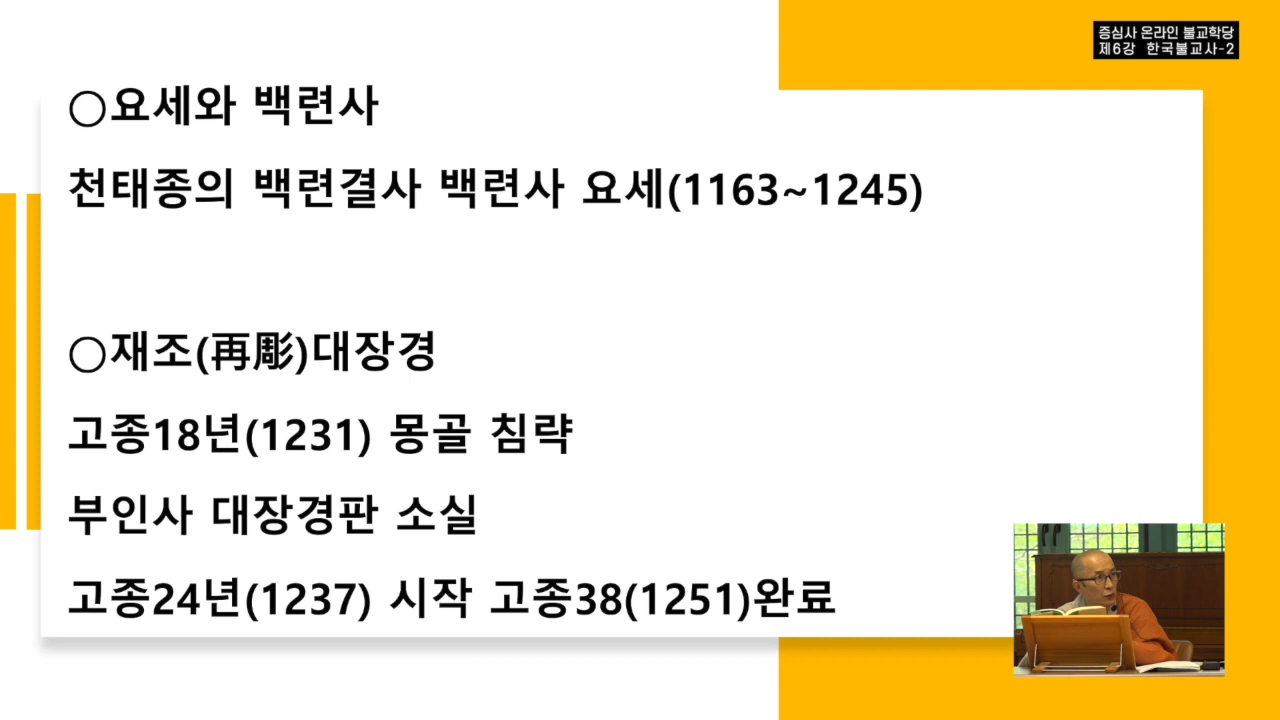 증심사 온라인 불교학당
제6강 한국불교사-2
○요세와 백련사
천태종의 백련결사 백련사 요세(1163~1245)
○재조(再彫)대장경
고종18년(1231) 몽골 침략
부인사 대장경판 소실
고종24년(1237) 시작 고종38(1251)완료